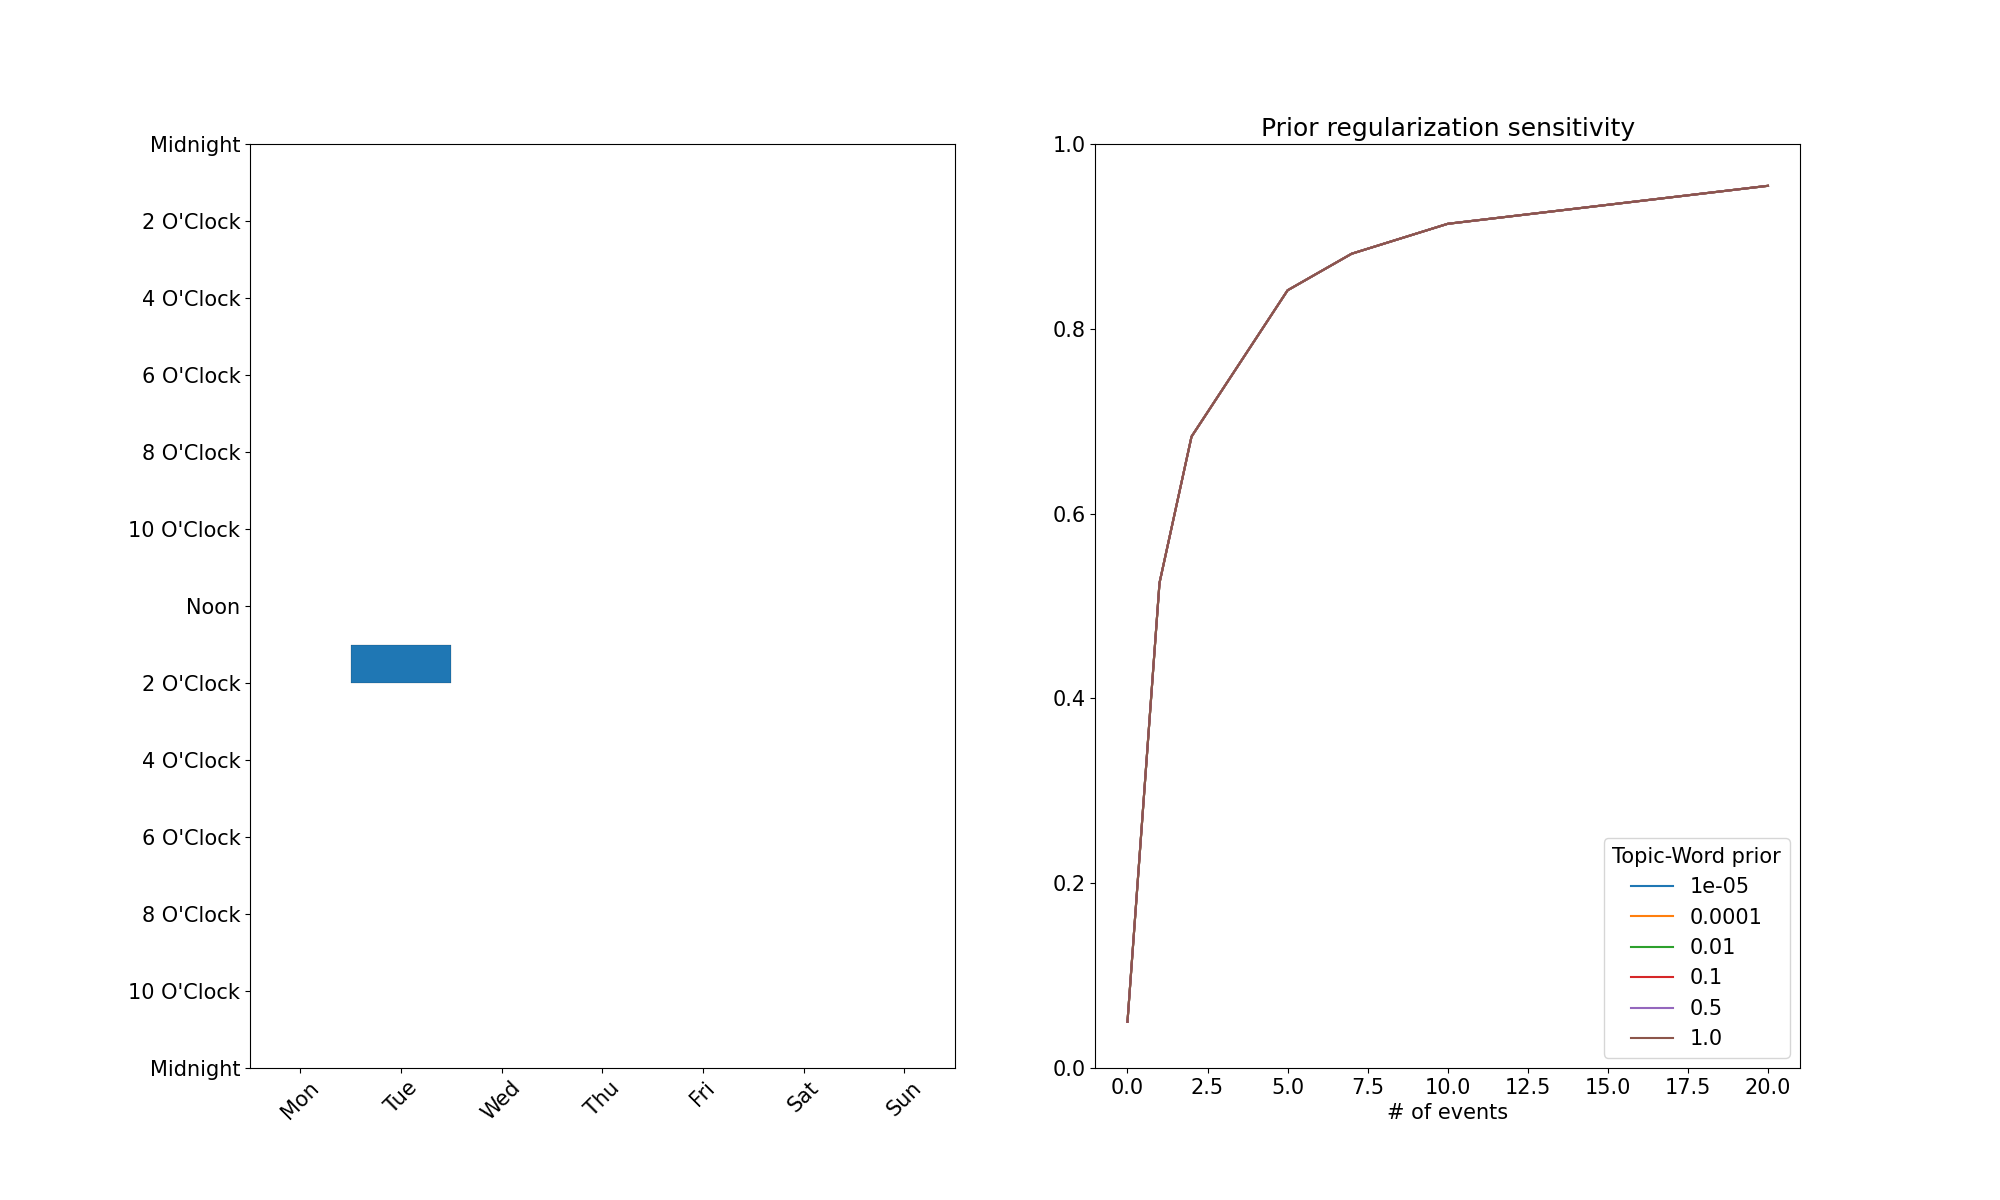 Midnight
2 O'Clock
4 O'Clock
6 O'Clock
8 O'Clock
10 O'Clock
Noon
2 O'Clock
4 O'Clock
6 O'Clock
8 O'Clock
10 O'Clock
Midnight
Mon Tue Wed Thu Fri Sat Sun
Prior regularization sensitivity
1.0
0.8
0.6
0.4
0.2
0.0
Topic-Word prior
1e-05
0.0001
0.01
0.1
0.5
1.0
0.0 2.5 5.0 7.5 10.0 12.5 15.0 17.5 20.0
# of events